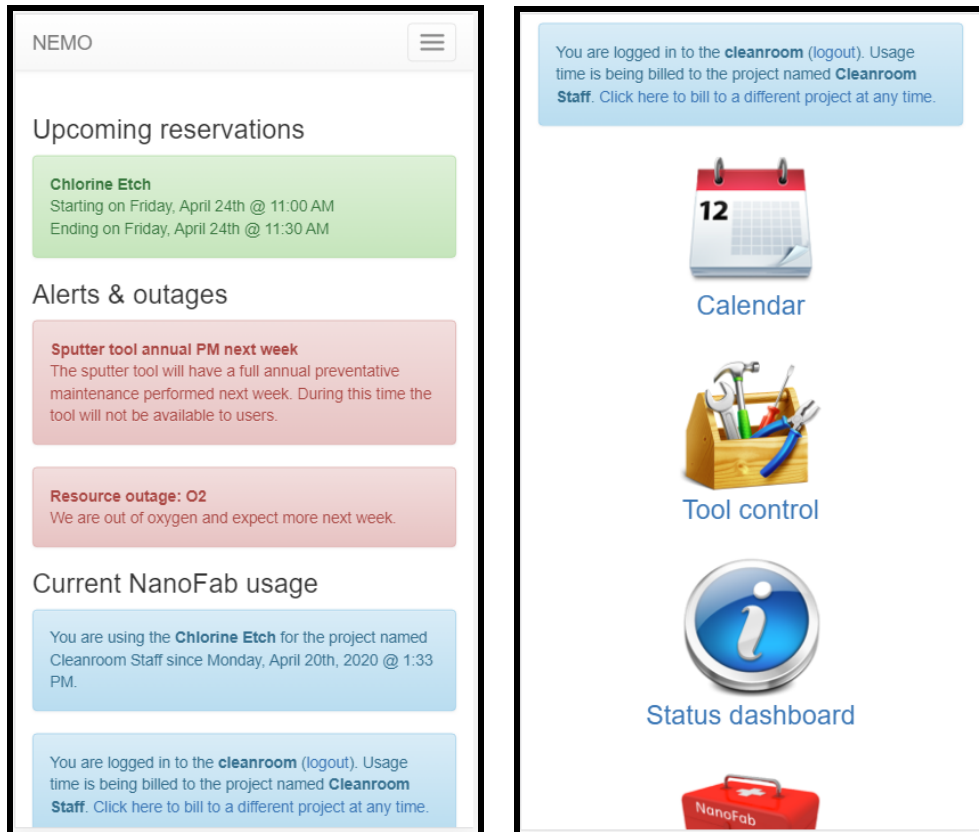 NEMO
Upcoming reservations
Chlorine Etch
Starting on Friday, April 24th @ 11:00 AM
Ending on Friday, April 24th @ 11:30 AM
Alerts & outages
Sputter tool annual PM next week
The sputter tool will have a full annual preventative
maintenance performed next week. During this time the
tool will not be available to users.
Resource outage: O2
We are out of oxygen and expect more next week.
Current NanoFab usage
You are using the Chlorine Etch for the project named
Cleanroom Staff since Monday, April 20th, 2020 @ 1:33
PM.
You are logged in to the cleanroom (logout). Usage
time is being billed to the project named Cleanroom
Staff. Click here to bill to a different project at any time.
You are logged in to the cleanroom (logout). Usage
time is being billed to the project named Cleanroom
Staff. Click here to bill to a different project at any time.
12
Calendar
Tool control
i
Status dashboard
NanoFab